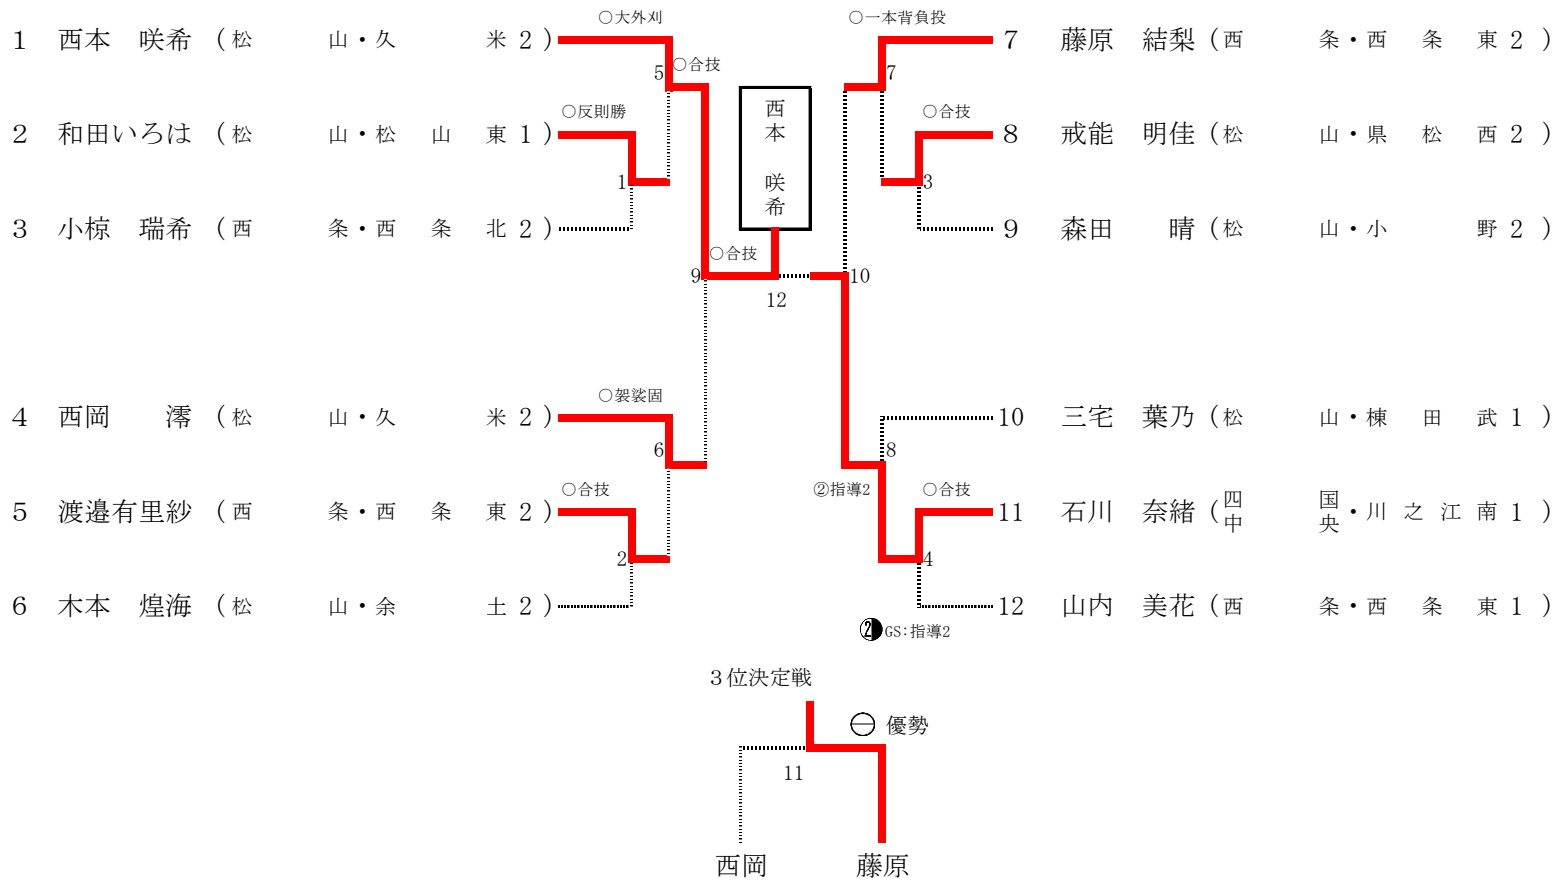 ○大外刈 ○一本背負投
1 西本 咲希 (松 山・久 米 2 ) 7 藤原 結梨 (西 条・西 条 東 2 )
5 ○合技 7
西本 咲希
○反則勝 ○合技
2 和田いろは (松 山・松 山 東 1 ) 8 戒能 明佳 (松 山・県 松 西 2 )
1 3
3 小椋 瑞希 (西 条・西 条 北 2 ) 9 森田 晴 (松 山・小 野 2 )
○合技
9 10
12
○袈裟固
4 西岡 澪 (松 山・久 米 2 ) 10 三宅 葉乃 (松 山・棟 田 武 1 )
6 8
○合技 ②指導2 ○合技
5 渡邉有里紗 (西 条・西 条 東 2 ) 11 石川 奈緒 (四国中央・川 之 江 南 1 )
2 4
6 木本 煌海 (松 山・余 土 2 ) 12 山内 美花 (西 条・西 条 東 1 )
2 GS:指導2
３位決定戦
優勢
11
西岡 藤原